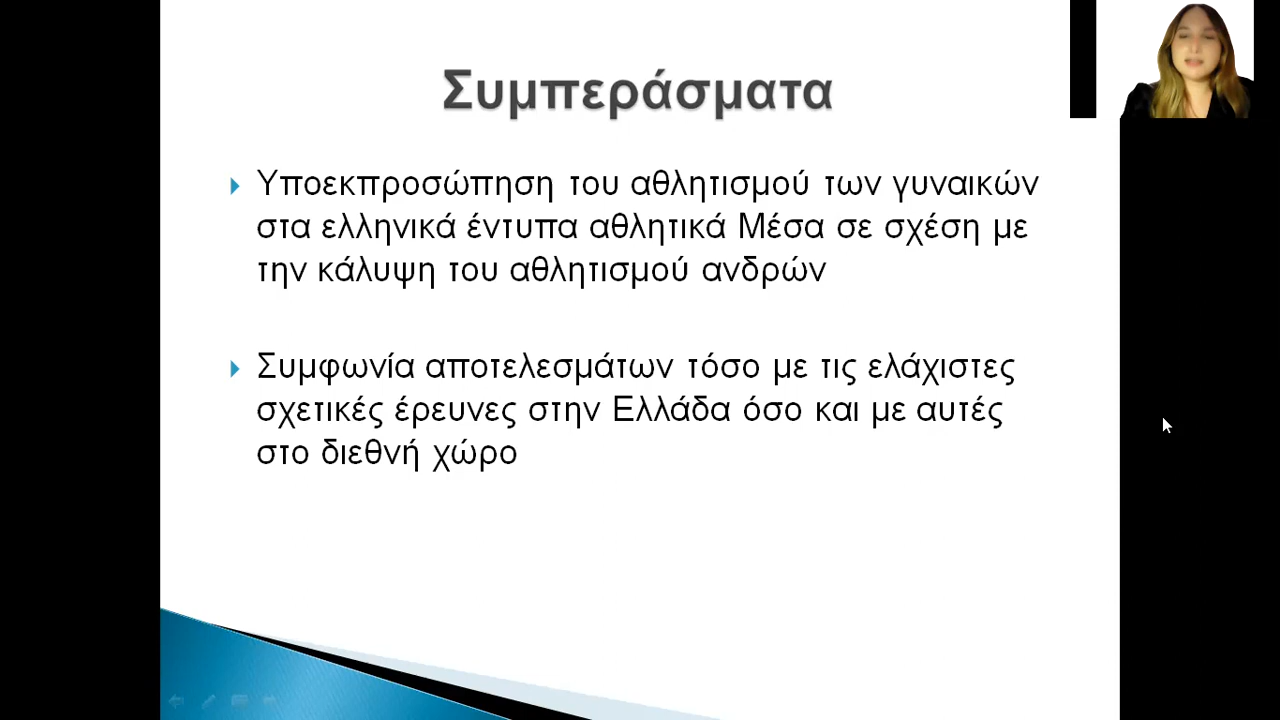 Συμπεράσματα
Υποεκπροσώπηση του αθλητισμού των γυναικών
στα ελληνικά έντυπα αθλητικά Μέσα σε σχέση με
την κάλυψη του αθλητισμού ανδρών
Συμφωνία αποτελεσμάτων τόσο με τις ελάχιστες
σχετικές έρευνες στην Ελλάδα όσο και με αυτές
στο διεθνή χώρο